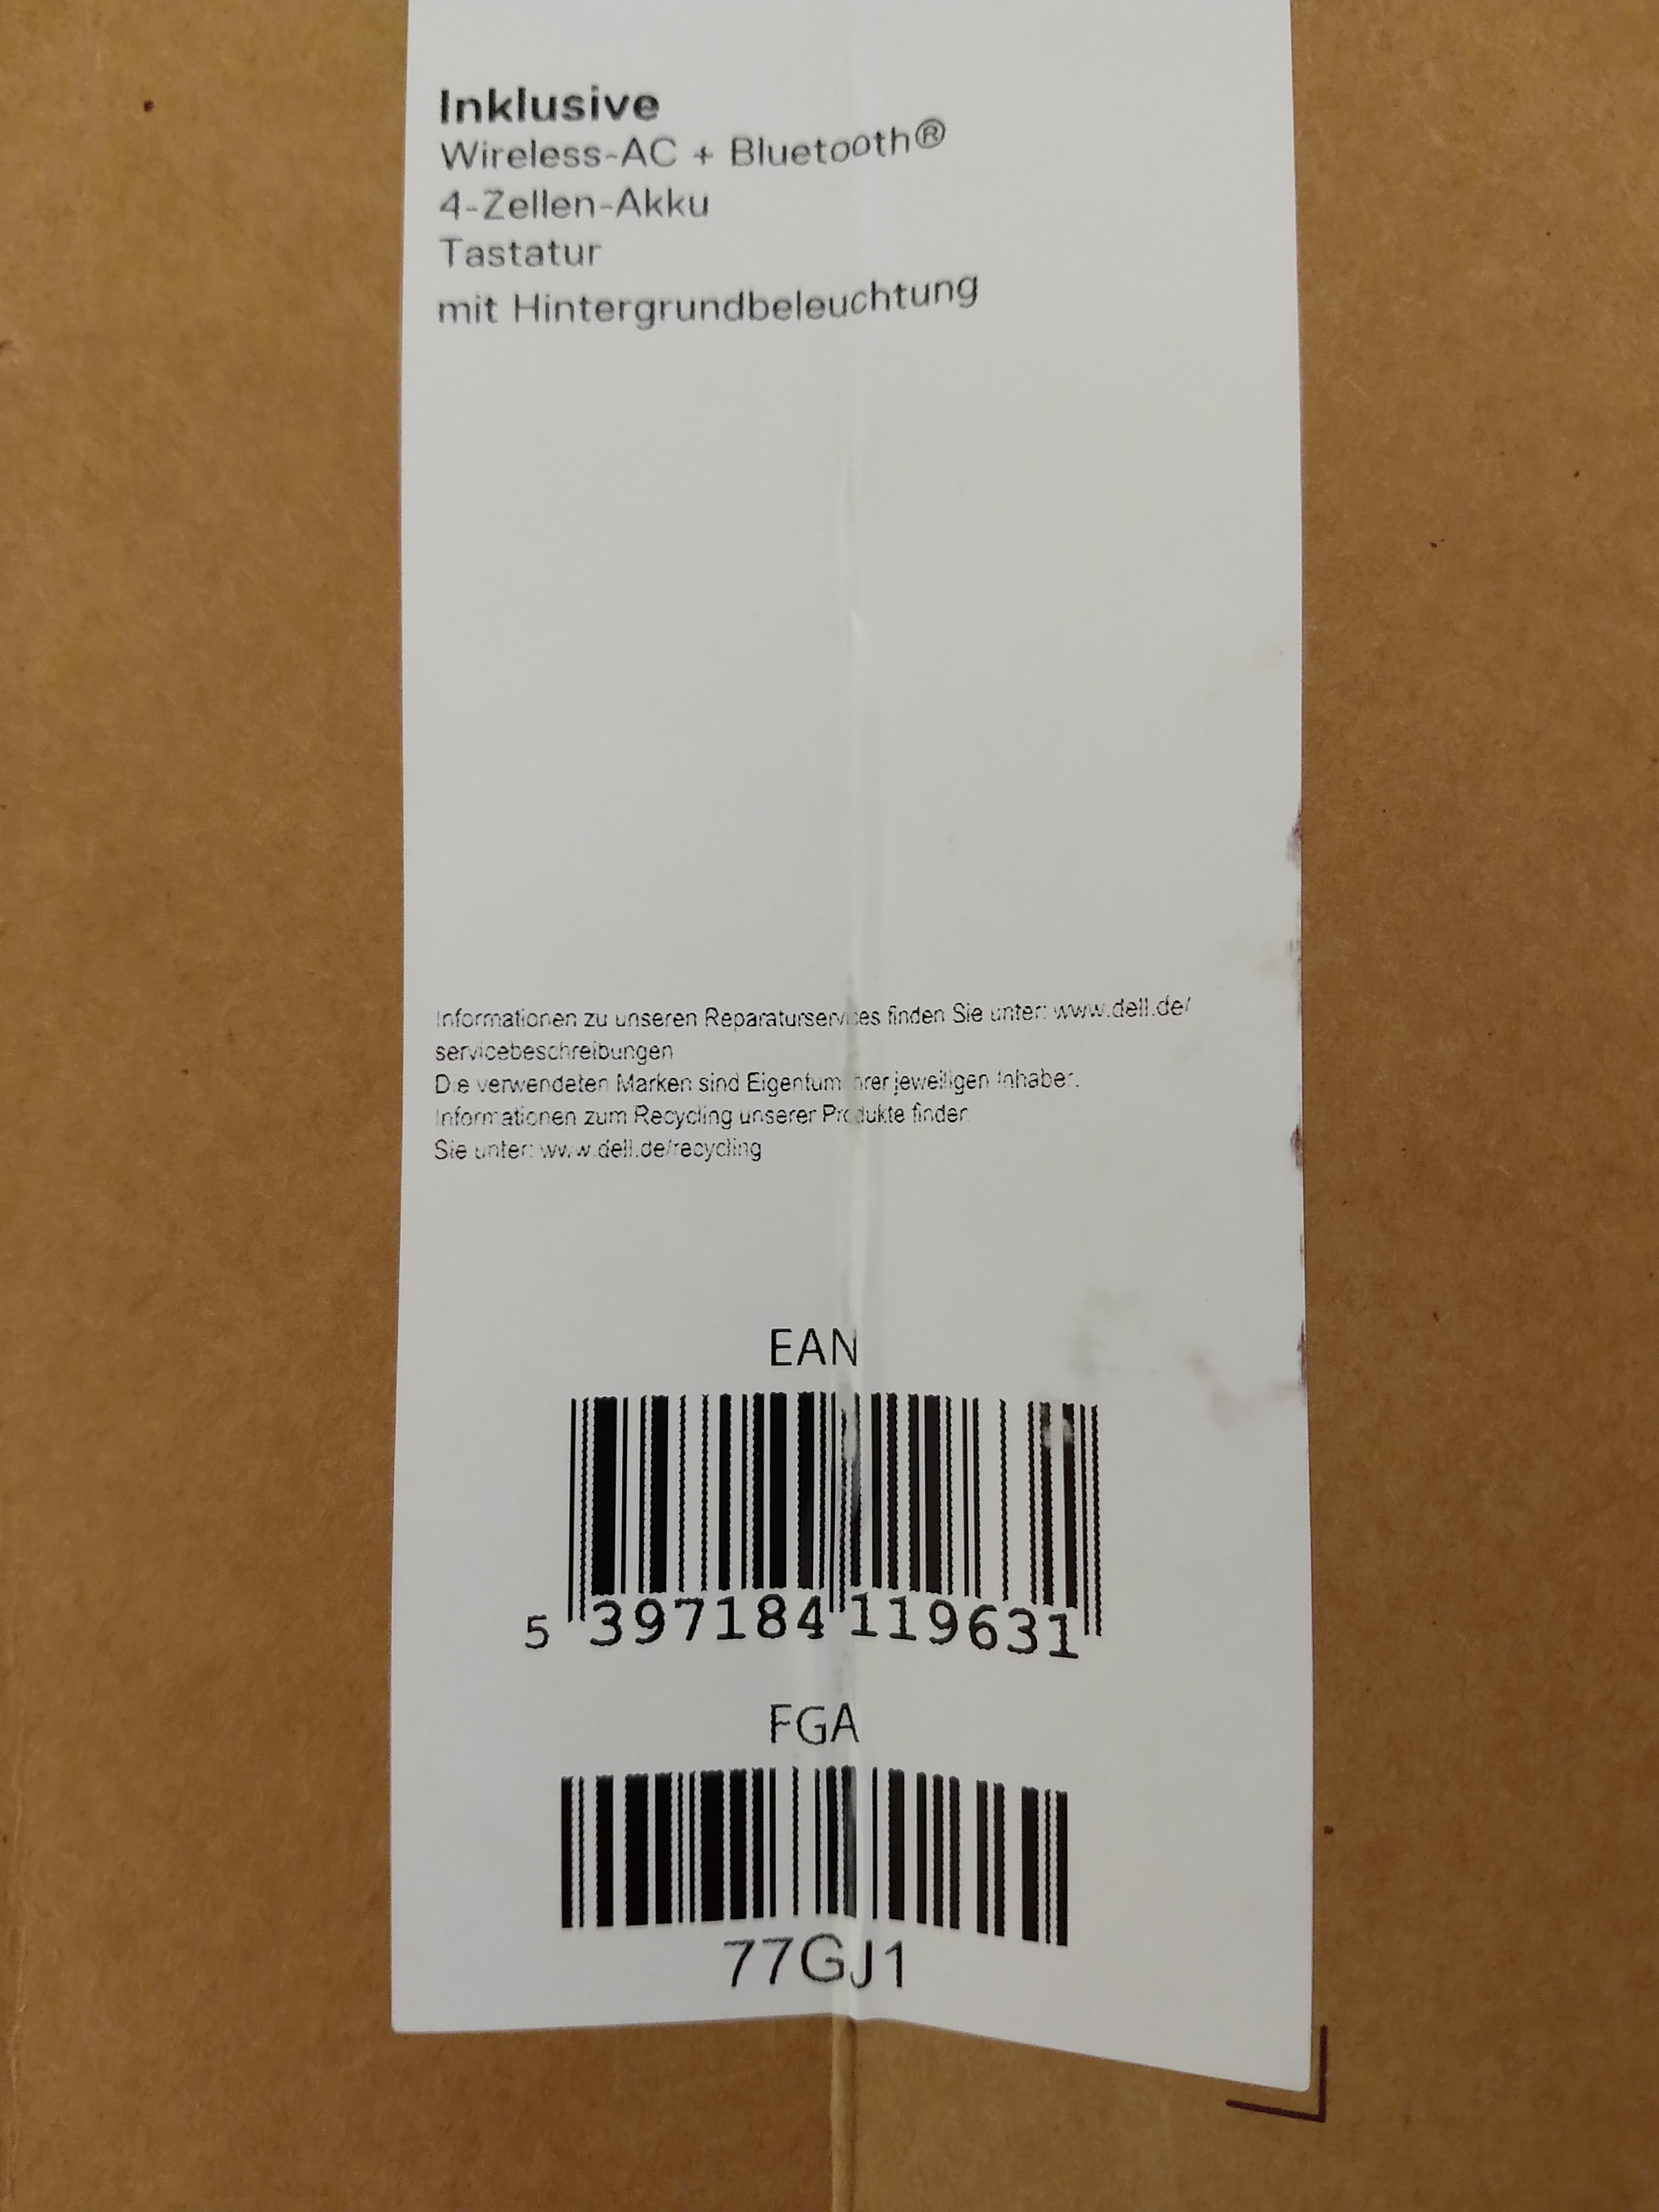 Inklusive
Wireless-AC + Bluetooth®
4-Zellen-Akku
Tastatur
mit Hintergrundbeleuchtung
Informationen zu unseren Reparaturservices finden Sie unter: www.dell.de/
servicebeschreibungen
Die verwendeten Marken sind Eigentum ihrer jeweiligen Inhaber.
Informationen zum Recycling unserer Produkte finden
Sie unter: www.dell.de/recycling
EAN
5 397184 119631
FGA
77GJ1